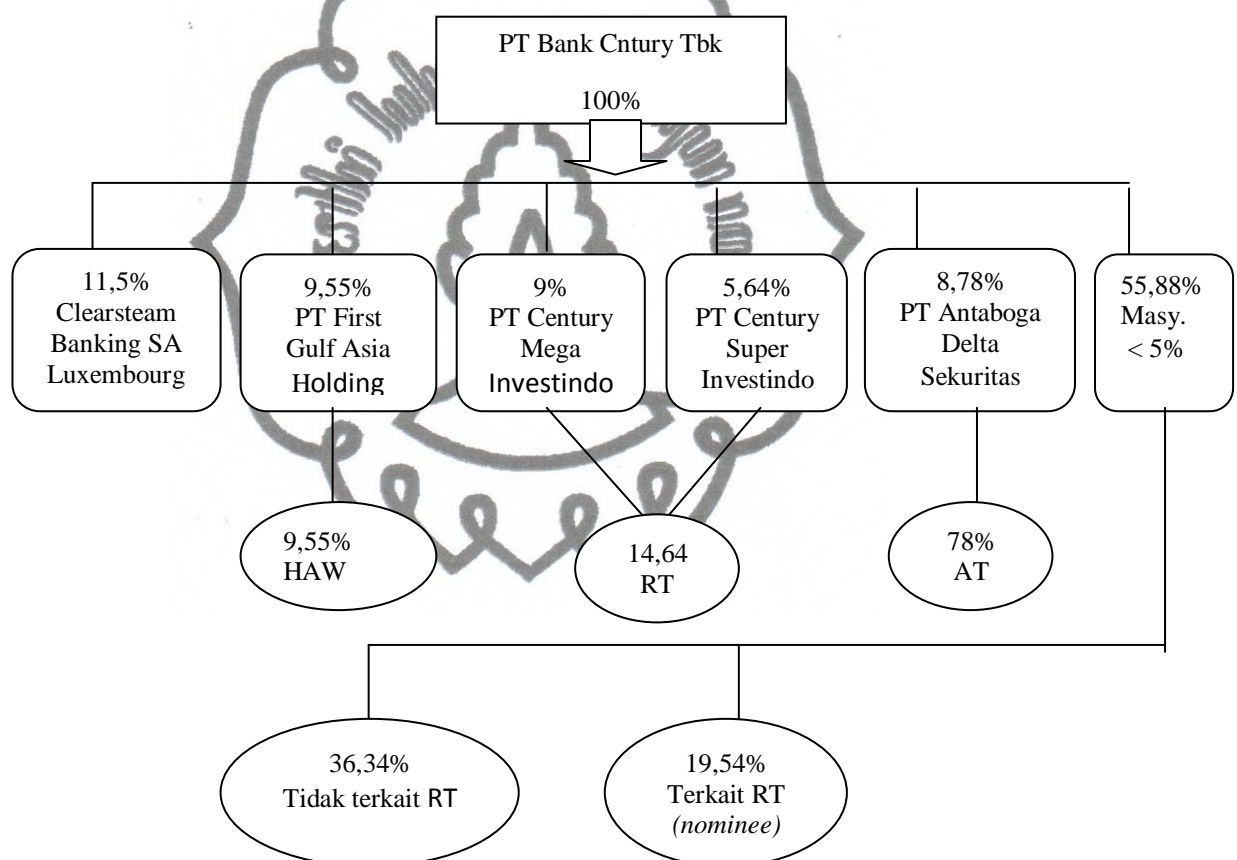 PT Bank Cntury Tbk
100%
11,5%
Clearsteam
Banking SA
Luxembourg
9,55%
PT First
Gulf Asia
Holding
9%
PT Century
Mega
Investindo
5,64%
PT Century
Super
Investindo
8,78%
PT Antaboga
Delta
Sekuritas
55,88%
Masy.
< 5%
9,55%
HAW
14,64
RT
78%
AT
36,34%
Tidak terkait RT
19,54%
Terkait RT
(nominee)